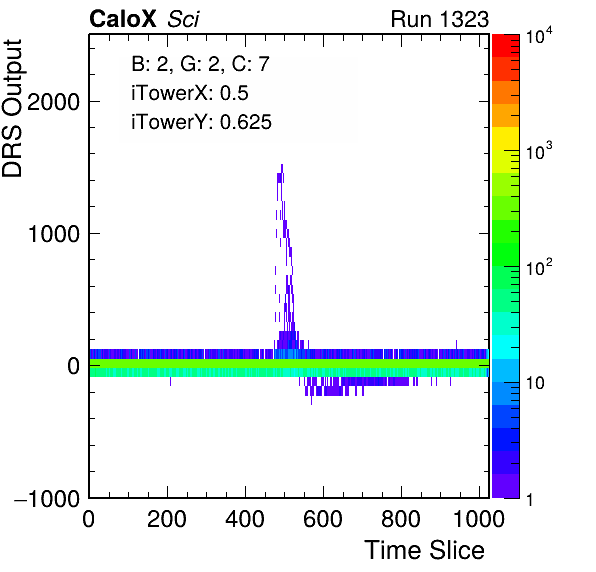 CaloX Sci Run 1323
B: 2, G: 2, C: 7
iTowerX: 0.5
iTowerY: 0.625
DRS Output
2000
1000
0
−1000
0 200 400 600 800 1000
Time Slice
10^4
10^3
10^2
10
1